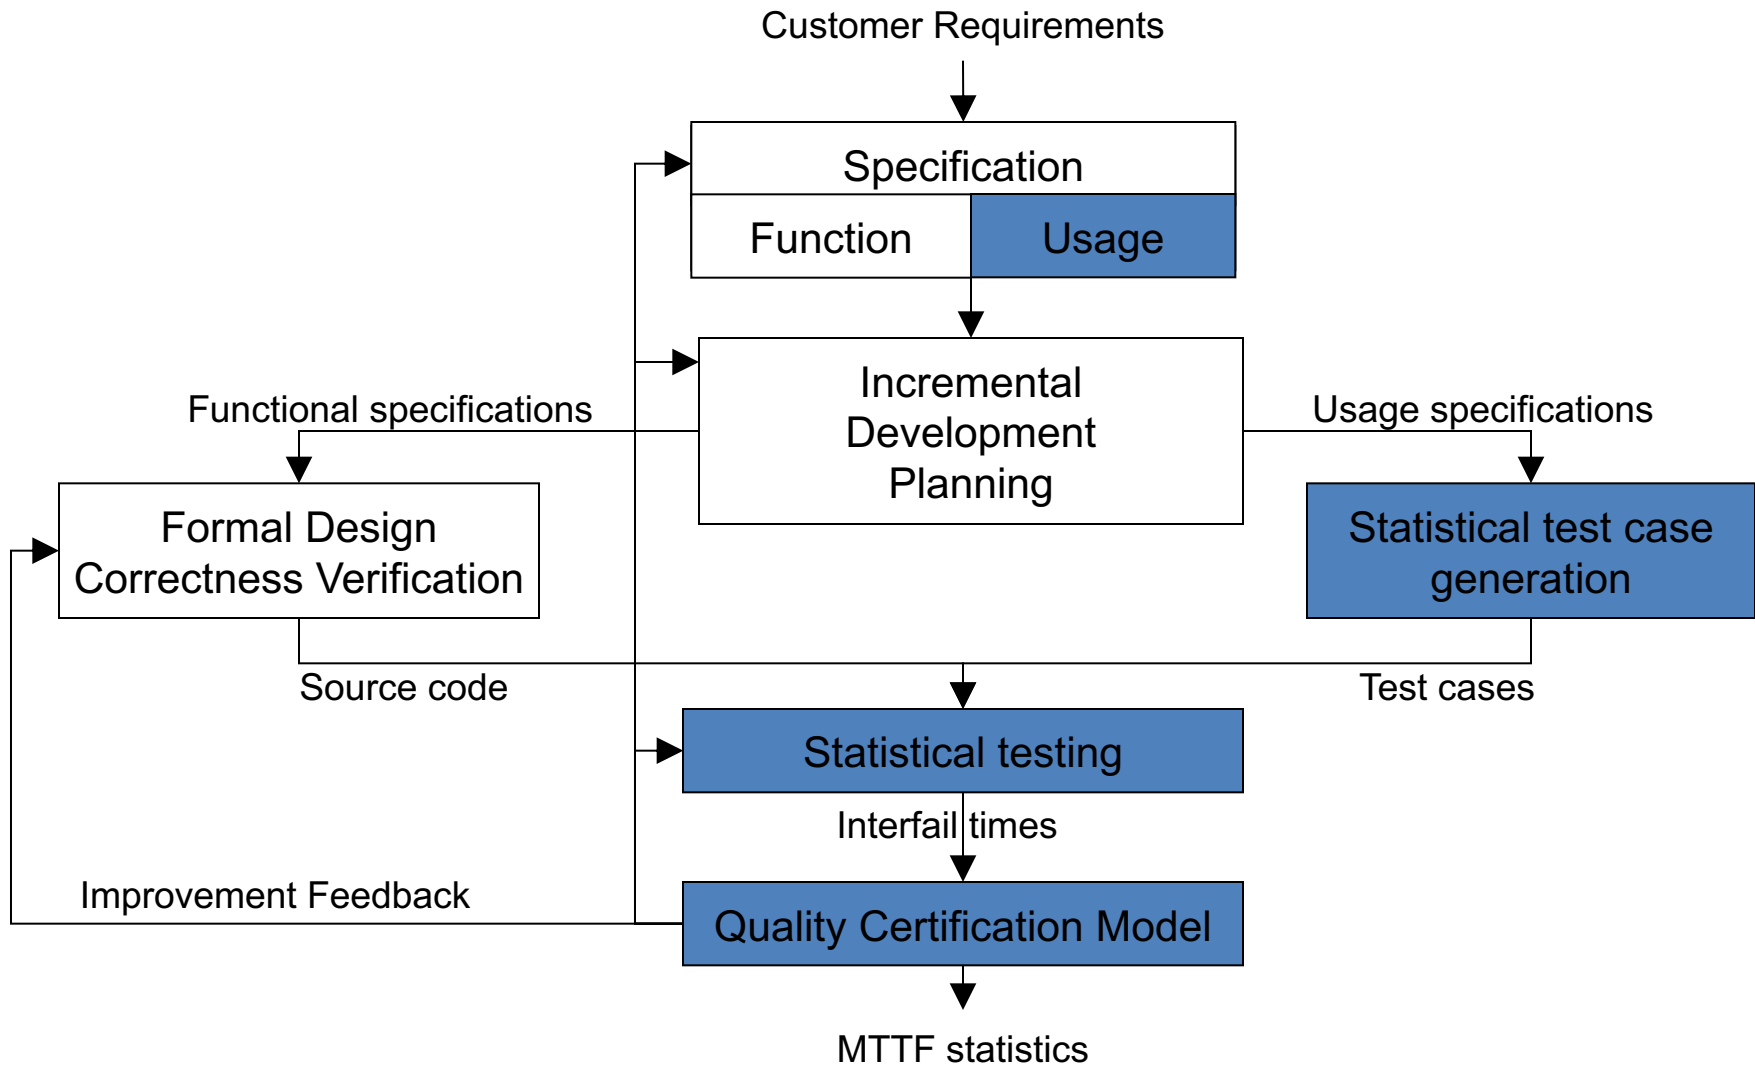 Customer Requirements
Specification
Function
Usage
Incremental
Development
Planning
Functional specifications
Usage specifications
Formal Design
Correctness Verification
Statistical test case
generation
Source code
Test cases
Statistical testing
Interfail times
Improvement Feedback
Quality Certification Model
MTTF statistics